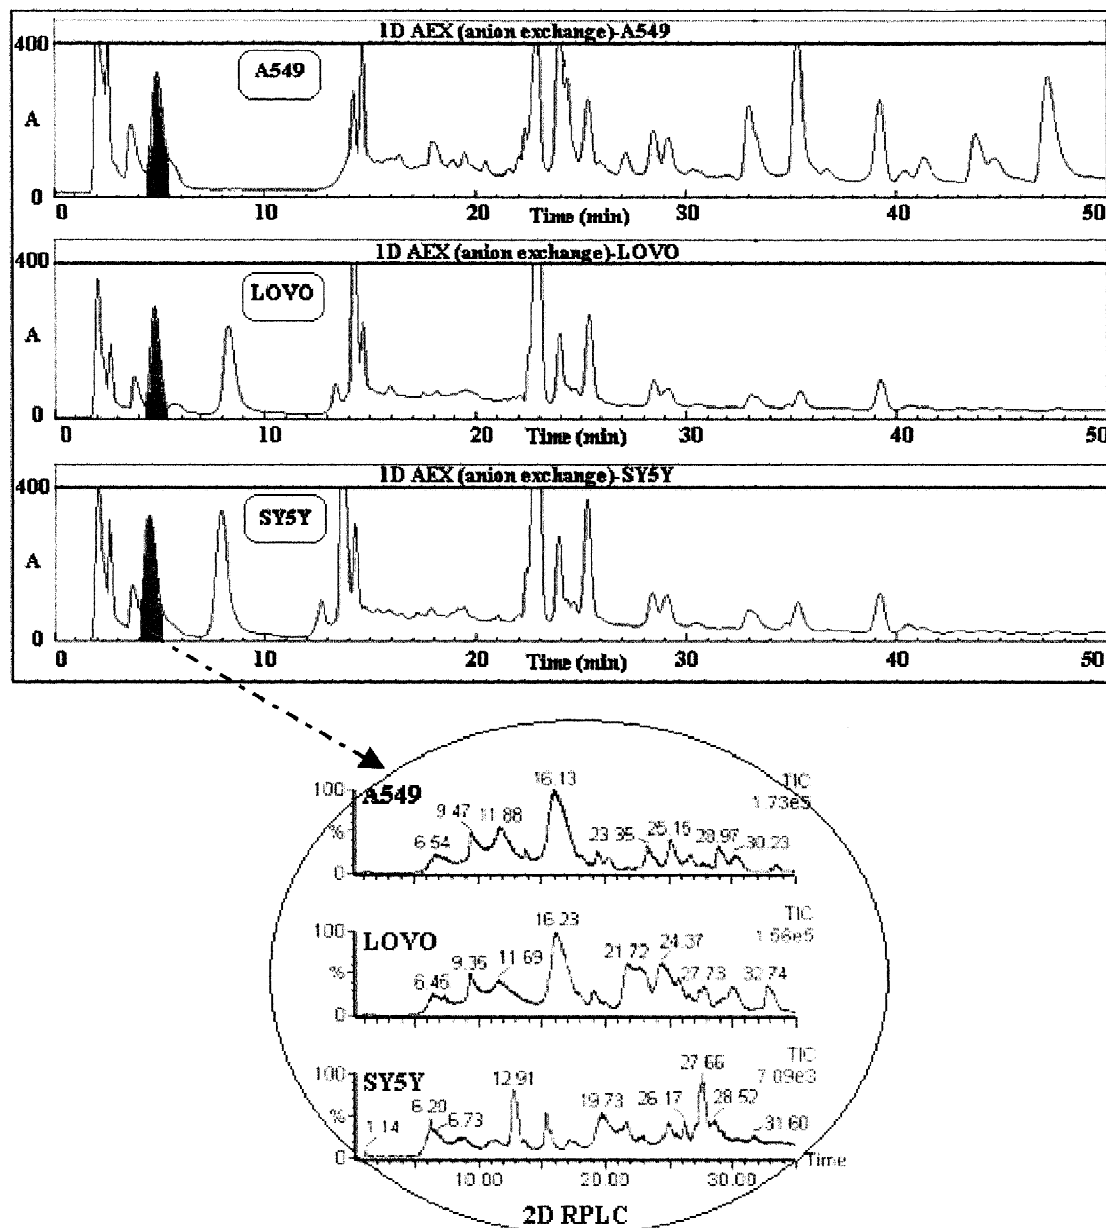 1D AEX (anion exchange)-A549
400
A549
A
0
0 10 20 30 40 50
Time (min)
1D AEX (anion exchange)-LOVO
400
LOVO
A
0
0 10 20 30 40 50
Time (min)
1D AEX (anion exchange)-SY5Y
400
SY5Y
A
0
0 10 20 30 40 50
Time (min)
A549
TIC
1.73e5
100
%
0
6.54 9.47 11.88 16.13 23.35 25.15 28.97 30.23
LOVO
TIC
1.56e5
100
%
0
6.46 9.35 11.69 16.23 21.72 24.37 27.73 32.74
SY5Y
TIC
7.09e3
100
%
0
1.14 6.20 6.73 12.91 19.73 26.17 27.66 28.52 31.60
10.00 20.00 30.00
Time
2D RPLC